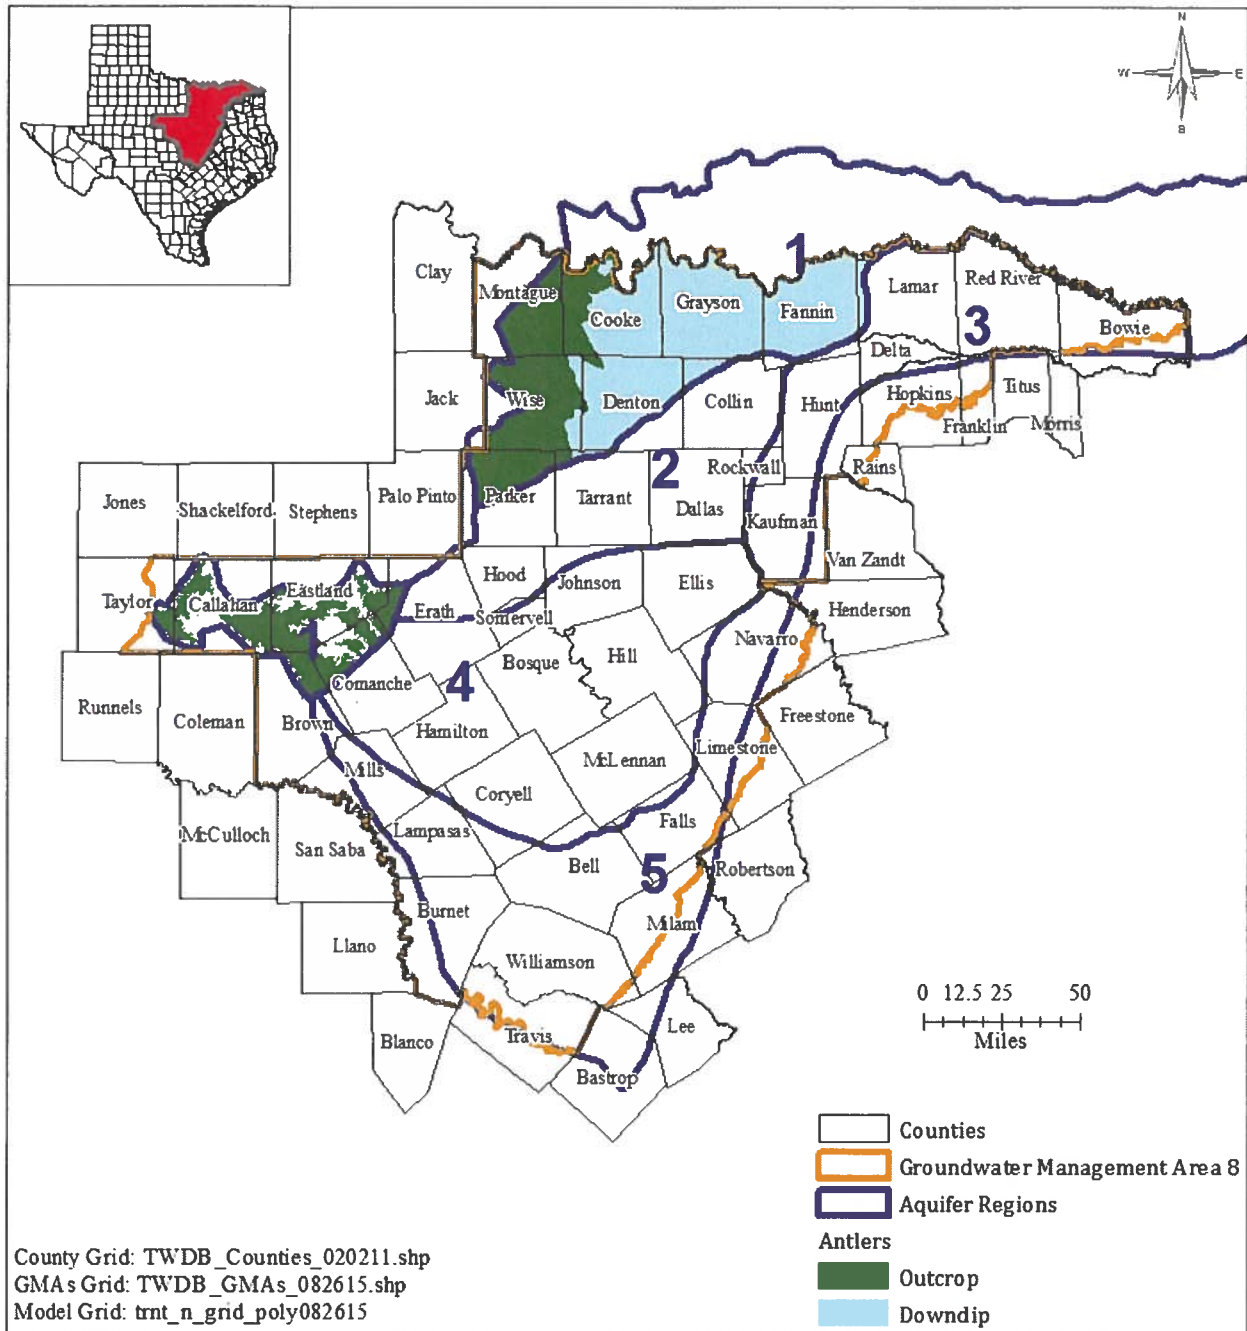 N
W E
S
1
Clay
Montague
Cooke
Grayson
Fannin
Lamar
Red River
3
Bowie
Delta
Jack
Wise
Denton
Collin
Hunt
Hopkins
Titus
Franklin
Morris
2
Rockwall
Rains
Jones
Shackelford
Stephens
Palo Pinto
Parker
Tarrant
Dallas
Kaufman
Van Zandt
Taylor
Callahan
Eastland
Erath
Hood
Somervell
Johnson
Ellis
Henderson
1
Navarro
Comanche
4
Bosque
Hill
Runnels
Coleman
Brown
Hamilton
Freestone
Limestone
McLennan
Mills
Coryell
McCulloch
San Saba
Lampasas
Falls
Bell
5
Robertson
Burnet
Milam
Llano
Williamson
Blanco
Travis
Lee
Bastrop
0 12.5 25 50
Miles
Counties
Groundwater Management Area 8
Aquifer Regions
Antlers
Outcrop
Downdip
County Grid: TWDB_Counties_020211.shp
GMAs Grid: TWDB_GMAs_082615.shp
Model Grid: trnt_n_grid_poly082615